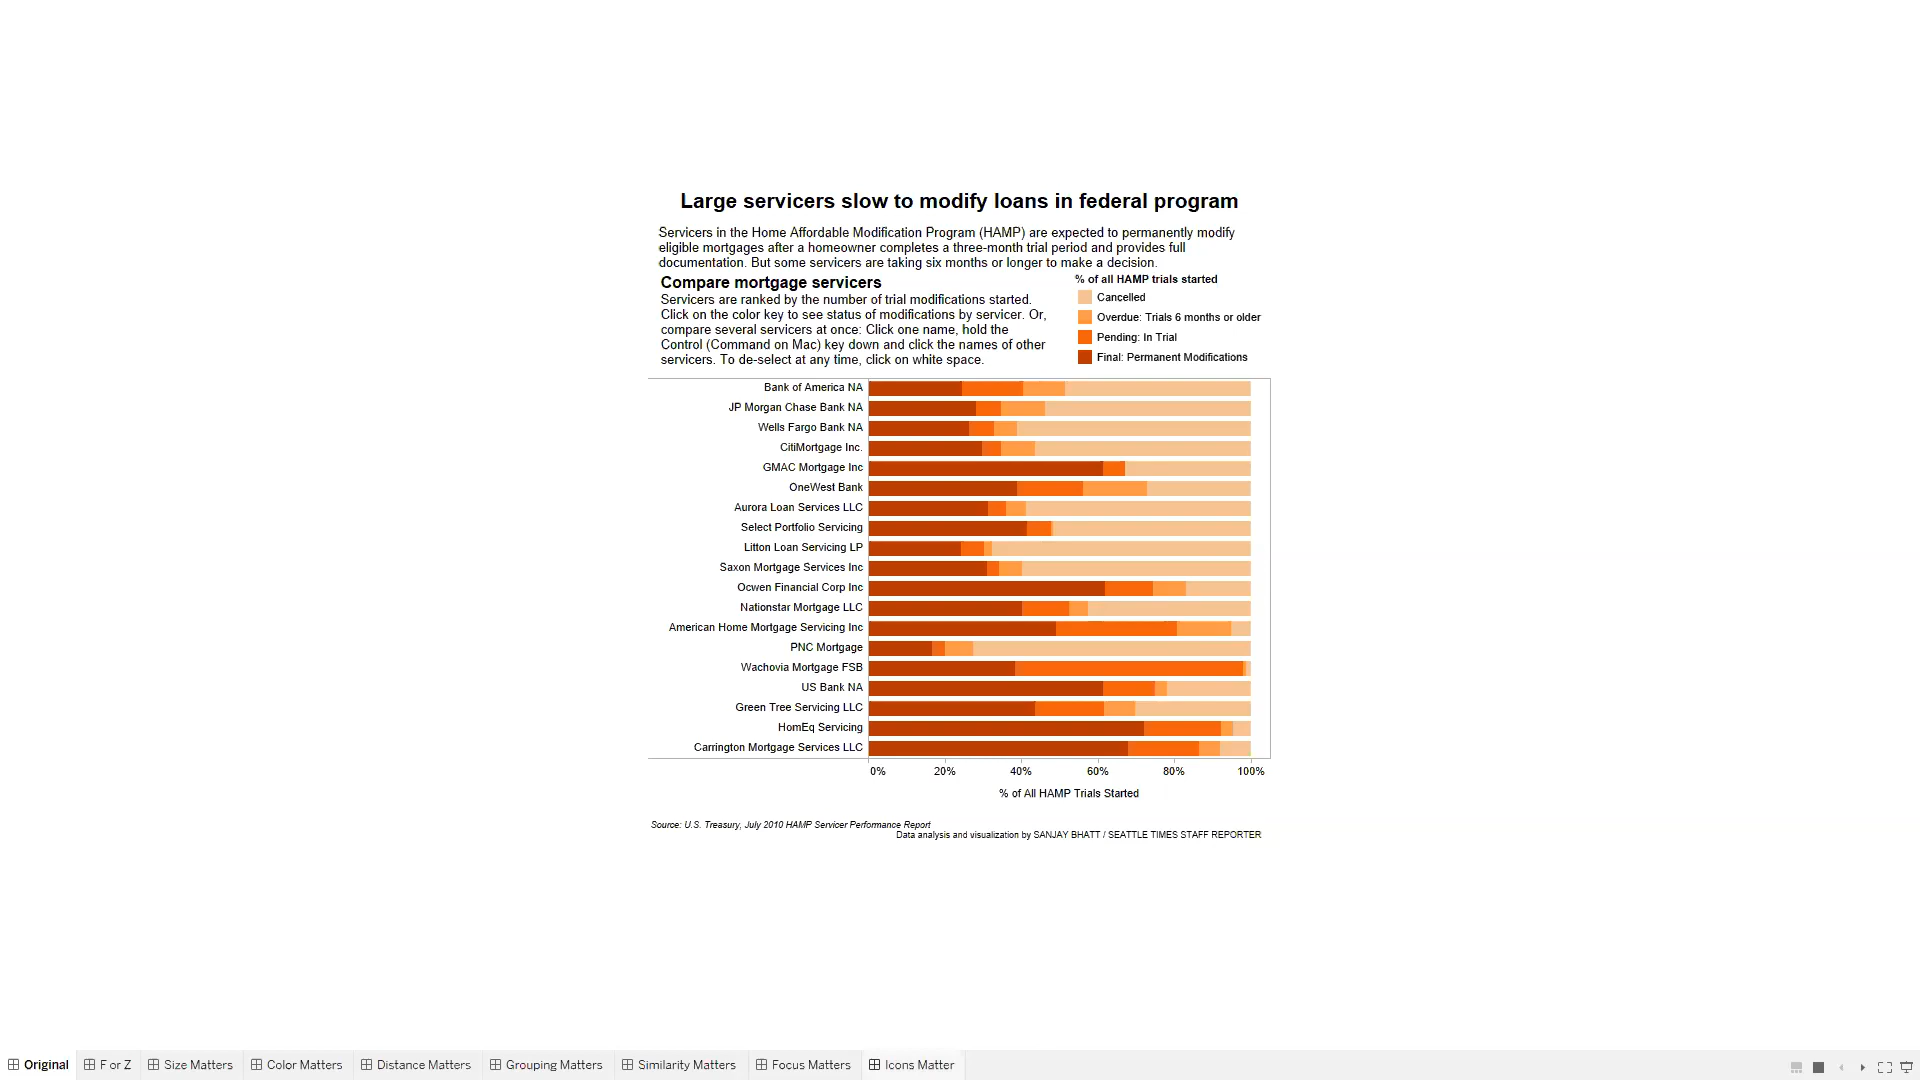 Large servicers slow to modify loans in federal program
Servicers in the Home Affordable Modification Program (HAMP) are expected to permanently modify
eligible mortgages after a homeowner completes a three-month trial period and provides full
documentation. But some servicers are taking six months or longer to make a decision.
Compare mortgage servicers
Servicers are ranked by the number of trial modifications started.
Click on the color key to see status of modifications by servicer. Or,
compare several servicers at once: Click one name, hold the
Control (Command on Mac) key down and click the names of other
servicers. To de-select at any time, click on white space.
% of all HAMP trials started
Cancelled
Overdue: Trials 6 months or older
Pending: In Trial
Final: Permanent Modifications
Bank of America NA
JP Morgan Chase Bank NA
Wells Fargo Bank NA
CitiMortgage Inc.
GMAC Mortgage Inc
OneWest Bank
Aurora Loan Services LLC
Select Portfolio Servicing
Litton Loan Servicing LP
Saxon Mortgage Services Inc
Ocwen Financial Corp Inc
Nationstar Mortgage LLC
American Home Mortgage Servicing Inc
PNC Mortgage
Wachovia Mortgage FSB
US Bank NA
Green Tree Servicing LLC
HomEq Servicing
Carrington Mortgage Services LLC
0% 20% 40% 60% 80% 100%
% of All HAMP Trials Started
Source: U.S. Treasury, July 2010 HAMP Servicer Performance Report
Data analysis and visualization by SANJAY BHATT / SEATTLE TIMES STAFF REPORTER
Original F or Z Size Matters Color Matters Distance Matters Grouping Matters Similarity Matters Focus Matters Icons Matter